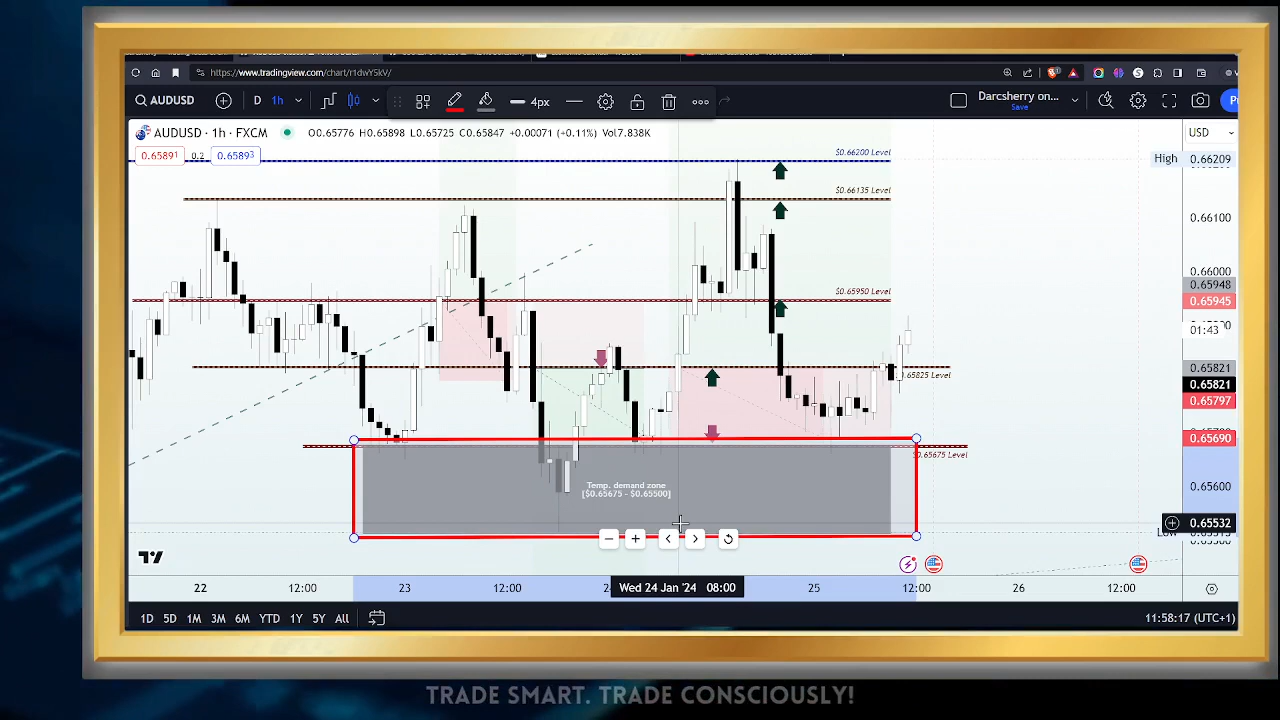 https://www.tradingview.com/chart/r1dwY5kV/
AUDUSD
D
1h
4px
Darcsherry on...
Save
AUDUSD · 1h · FXCM
O0.65776 H0.65898 L0.65725 C0.65847 +0.00071 (+0.11%) Vol7.838K
USD
0.65891
0.2
0.65893
$0.66200 Level
High
0.66209
$0.66135 Level
0.66100
0.66000
0.65948
$0.65950 Level
0.65945
01:43
0.65821
$0.65825 Level
0.65821
0.65797
0.65690
$0.65675 Level
Temp. demand zone
[$0.65675 - $0.65500]
0.65600
0.65532
Low
22
12:00
23
12:00
Wed 24 Jan '24 08:00
25
12:00
26
12:00
1D 5D 1M 3M 6M YTD 1Y 5Y All
11:58:17 (UTC+1)
TRADE SMART. TRADE CONSCIOUSLY!